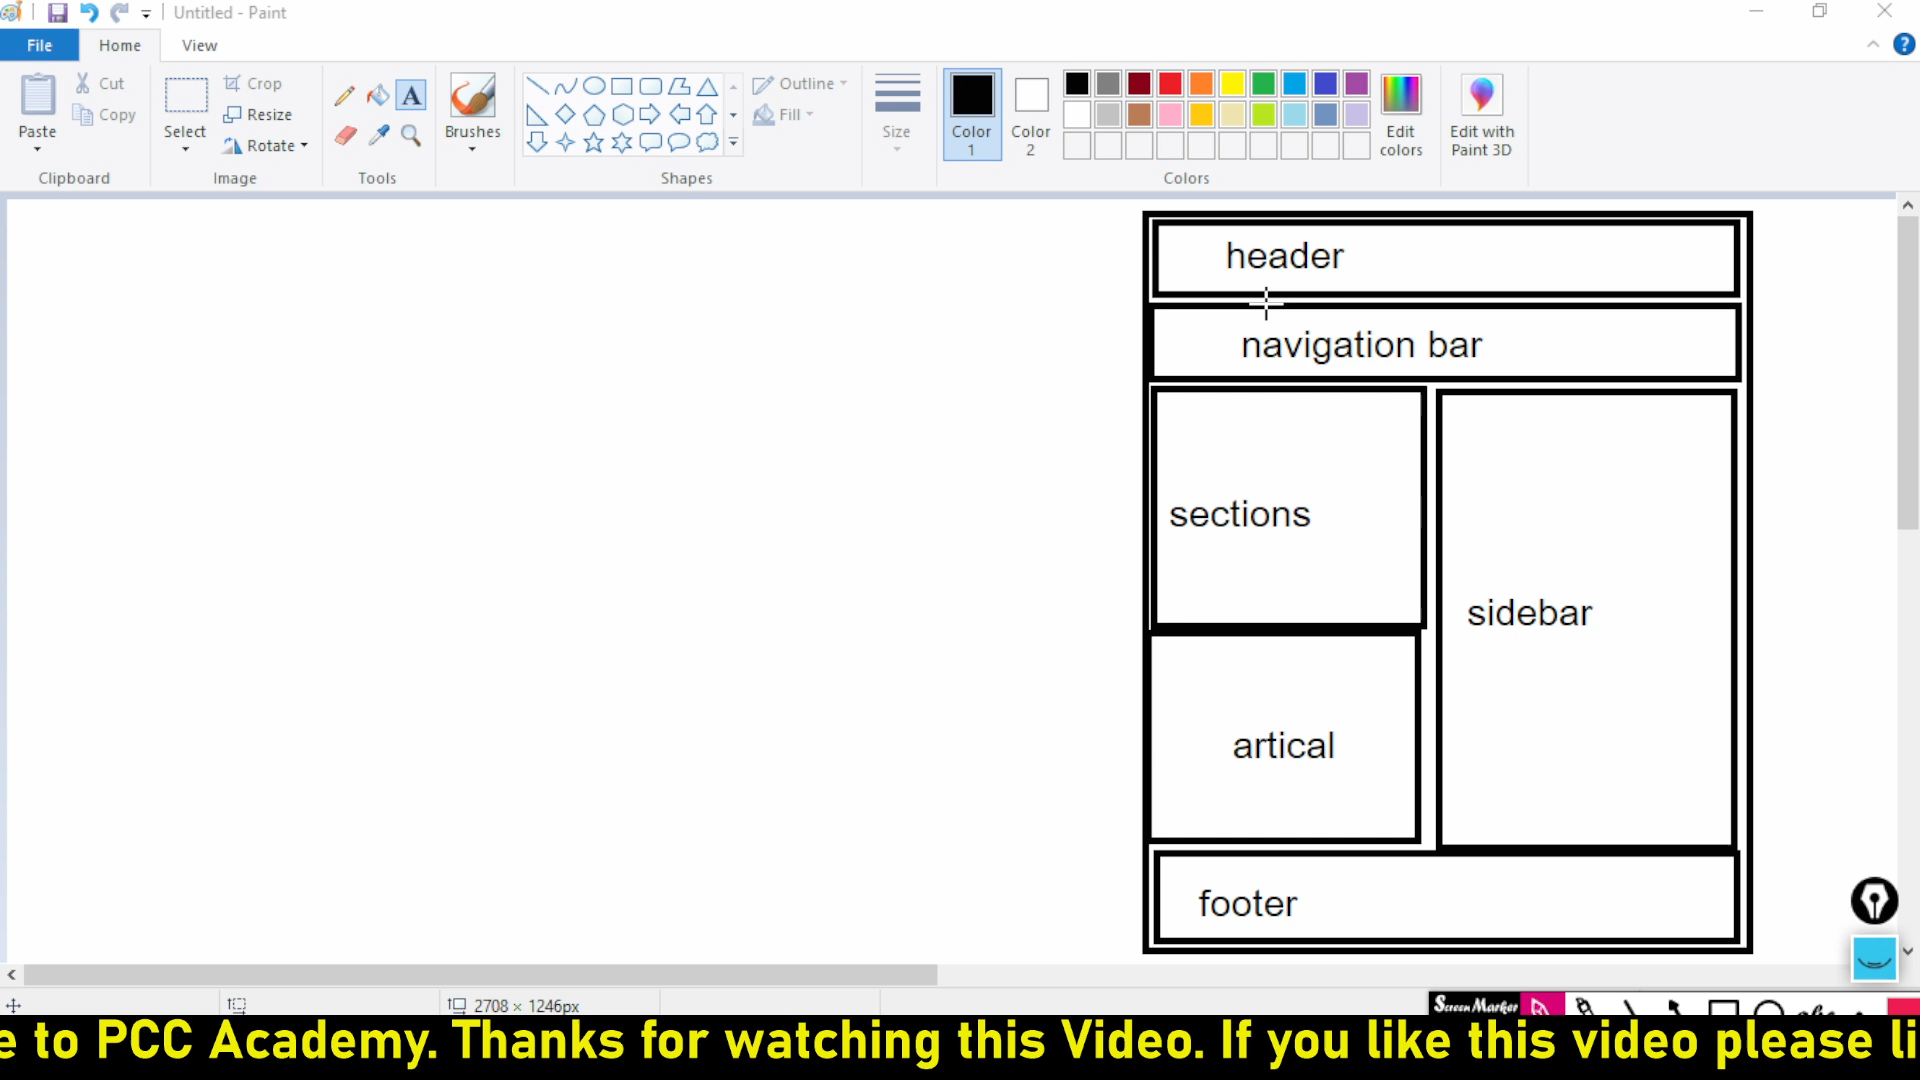 Untitled - Paint
File Home View
Paste
Cut
Copy
Clipboard
Select
Crop
Resize
Rotate
Image
A
Tools
Brushes
Outline
Fill
Shapes
Size
Color 1
Color 2
Edit colors
Colors
Edit with Paint 3D
?
header
navigation bar
sections
sidebar
artical
footer
2708 × 1246px
Screen Marker
e to PCC Academy. Thanks for watching this Video. If you like this video please li